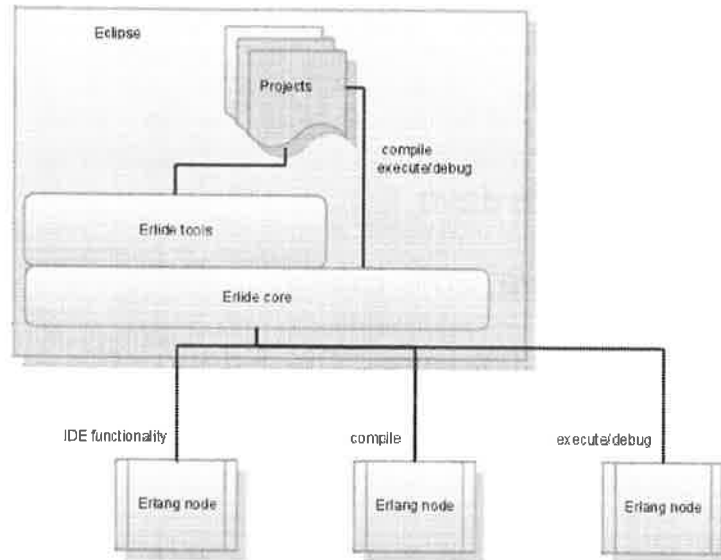 Eclipse
Projects
compile
execute/debug
Erlide tools
Erlide core
IDE functionality
compile
execute/debug
Erlang node
Erlang node
Erlang node